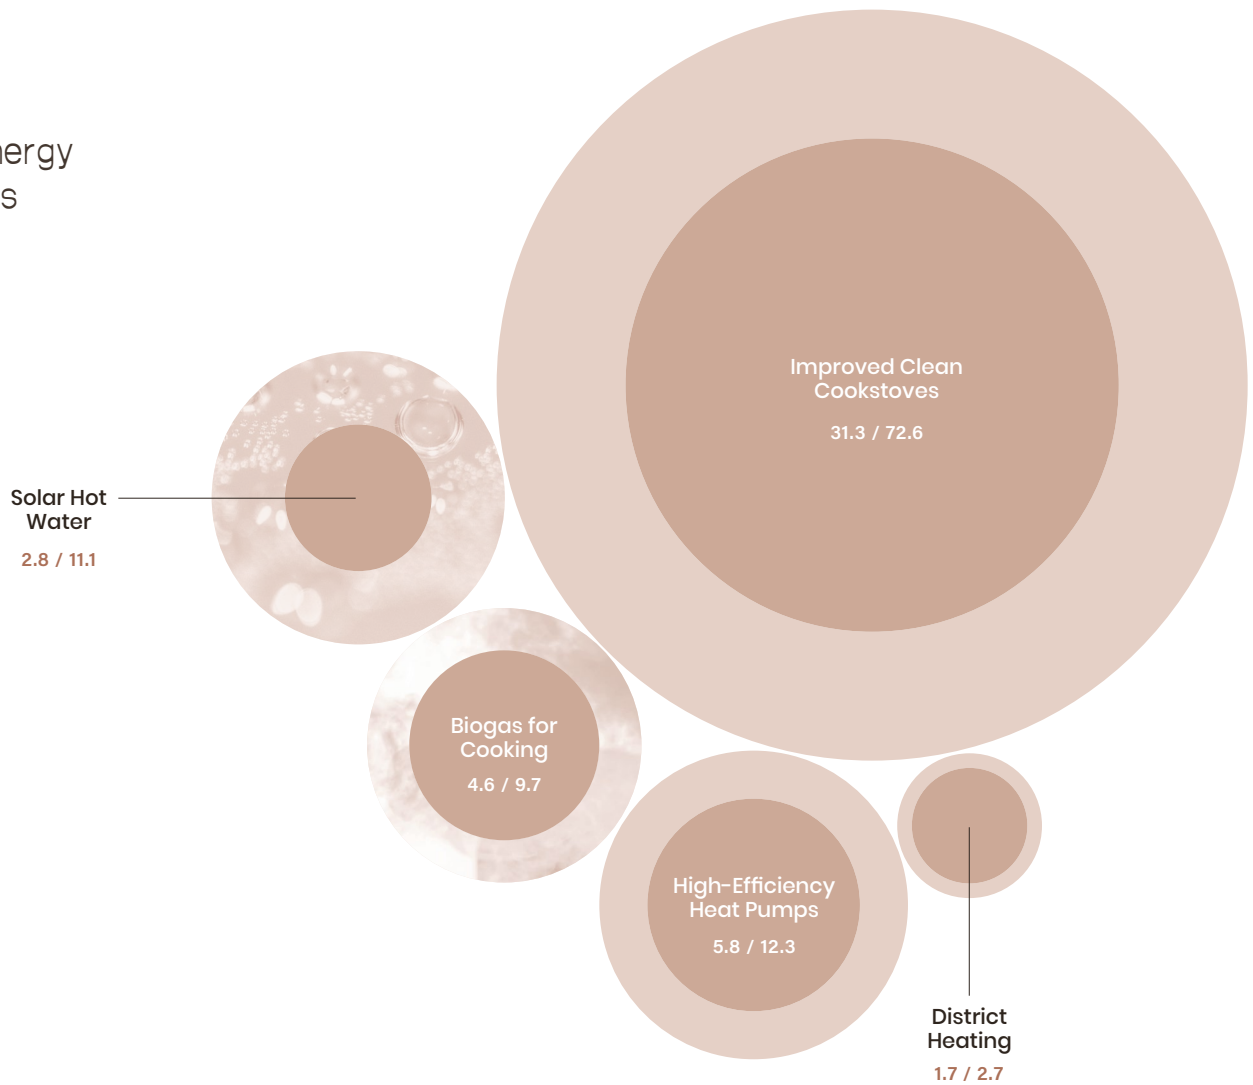 Improved Clean
Cookstoves
31.3 / 72.6
Solar Hot
Water
2.8 / 11.1
Biogas for
Cooking
4.6 / 9.7
High-Efficiency
Heat Pumps
5.8 / 12.3
District
Heating
1.7 / 2.7